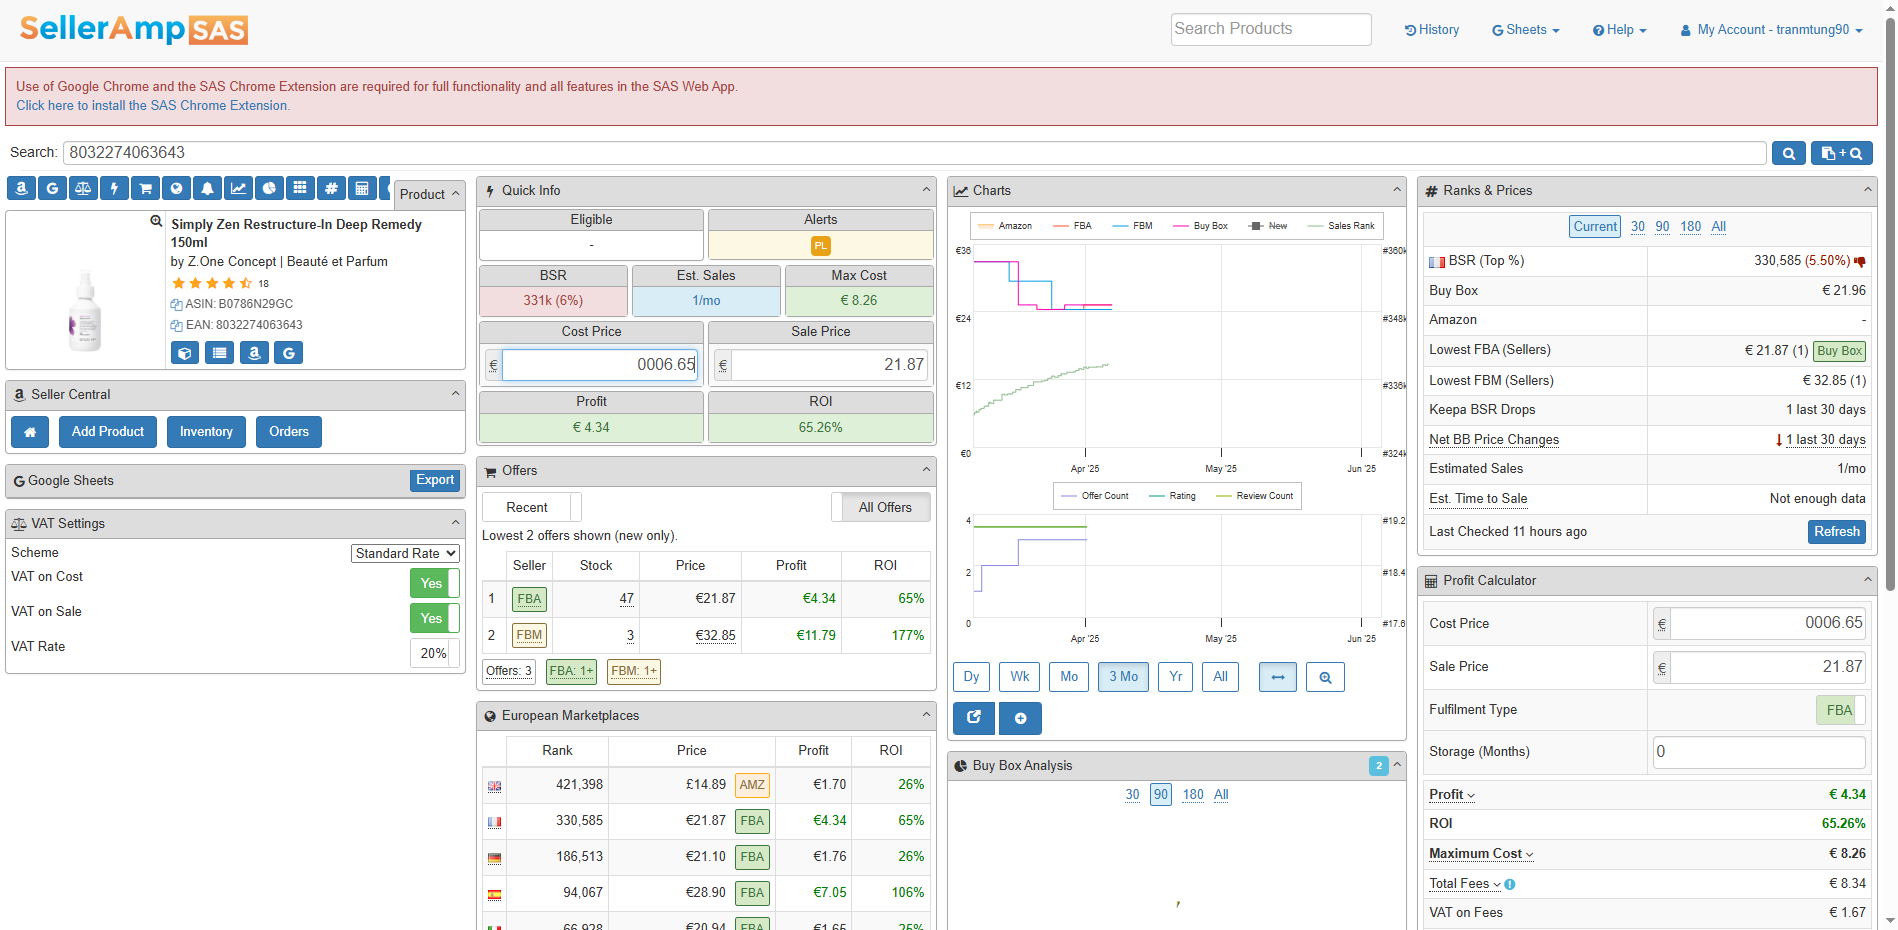 SellerAmp SAS
Search Products
History
Sheets
Help
My Account - tranmtung90
Use of Google Chrome and the SAS Chrome Extension are required for full functionality and all features in the SAS Web App.
Click here to install the SAS Chrome Extension.
Search: 8032274063643
+
Product
Simply Zen Restructure-In Deep Remedy
150ml
by Z.One Concept | Beauté et Parfum
18
ASIN: B0786N29GC
EAN: 8032274063643
Seller Central
Add Product Inventory Orders
Google Sheets Export
VAT Settings
Scheme Standard Rate
VAT on Cost Yes
VAT on Sale Yes
VAT Rate 20%
Quick Info
Eligible Alerts
- PL
BSR Est. Sales Max Cost
331k (6%) 1/mo € 8.26
Cost Price Sale Price
€ 0006.65 € 21.87
Profit ROI
€ 4.34 65.26%
Offers
Recent All Offers
Lowest 2 offers shown (new only).
Seller Stock Price Profit ROI
1 FBA 47 €21.87 €4.34 65%
2 FBM 3 €32.85 €11.79 177%
Offers: 3 FBA: 1+ FBM: 1+
European Marketplaces
Rank Price Profit ROI
421,398 £14.89 AMZ €1.70 26%
330,585 €21.87 FBA €4.34 65%
186,513 €21.10 FBA €1.76 26%
94,067 €28.90 FBA €7.05 106%
66,928 €20.94 FBA €1.65 25%
Charts
Amazon FBA FBM Buy Box New Sales Rank
€36 #360k
€24 #348k
€12 #336k
€0 #324k
Apr '25 May '25 Jun '25
Offer Count Rating Review Count
4 #19.2
2 #18.4
0 #17.6
Apr '25 May '25 Jun '25
Dy Wk Mo 3 Mo Yr All
Buy Box Analysis 2
30 90 180 All
Ranks & Prices
Current 30 90 180 All
BSR (Top %) 330,585 (5.50%)
Buy Box € 21.96
Amazon -
Lowest FBA (Sellers) € 21.87 (1) Buy Box
Lowest FBM (Sellers) € 32.85 (1)
Keepa BSR Drops 1 last 30 days
Net BB Price Changes 1 last 30 days
Estimated Sales 1/mo
Est. Time to Sale Not enough data
Last Checked 11 hours ago Refresh
Profit Calculator
Cost Price € 0006.65
Sale Price € 21.87
Fulfilment Type FBA
Storage (Months) 0
Profit € 4.34
ROI 65.26%
Maximum Cost € 8.26
Total Fees € 8.34
VAT on Fees € 1.67